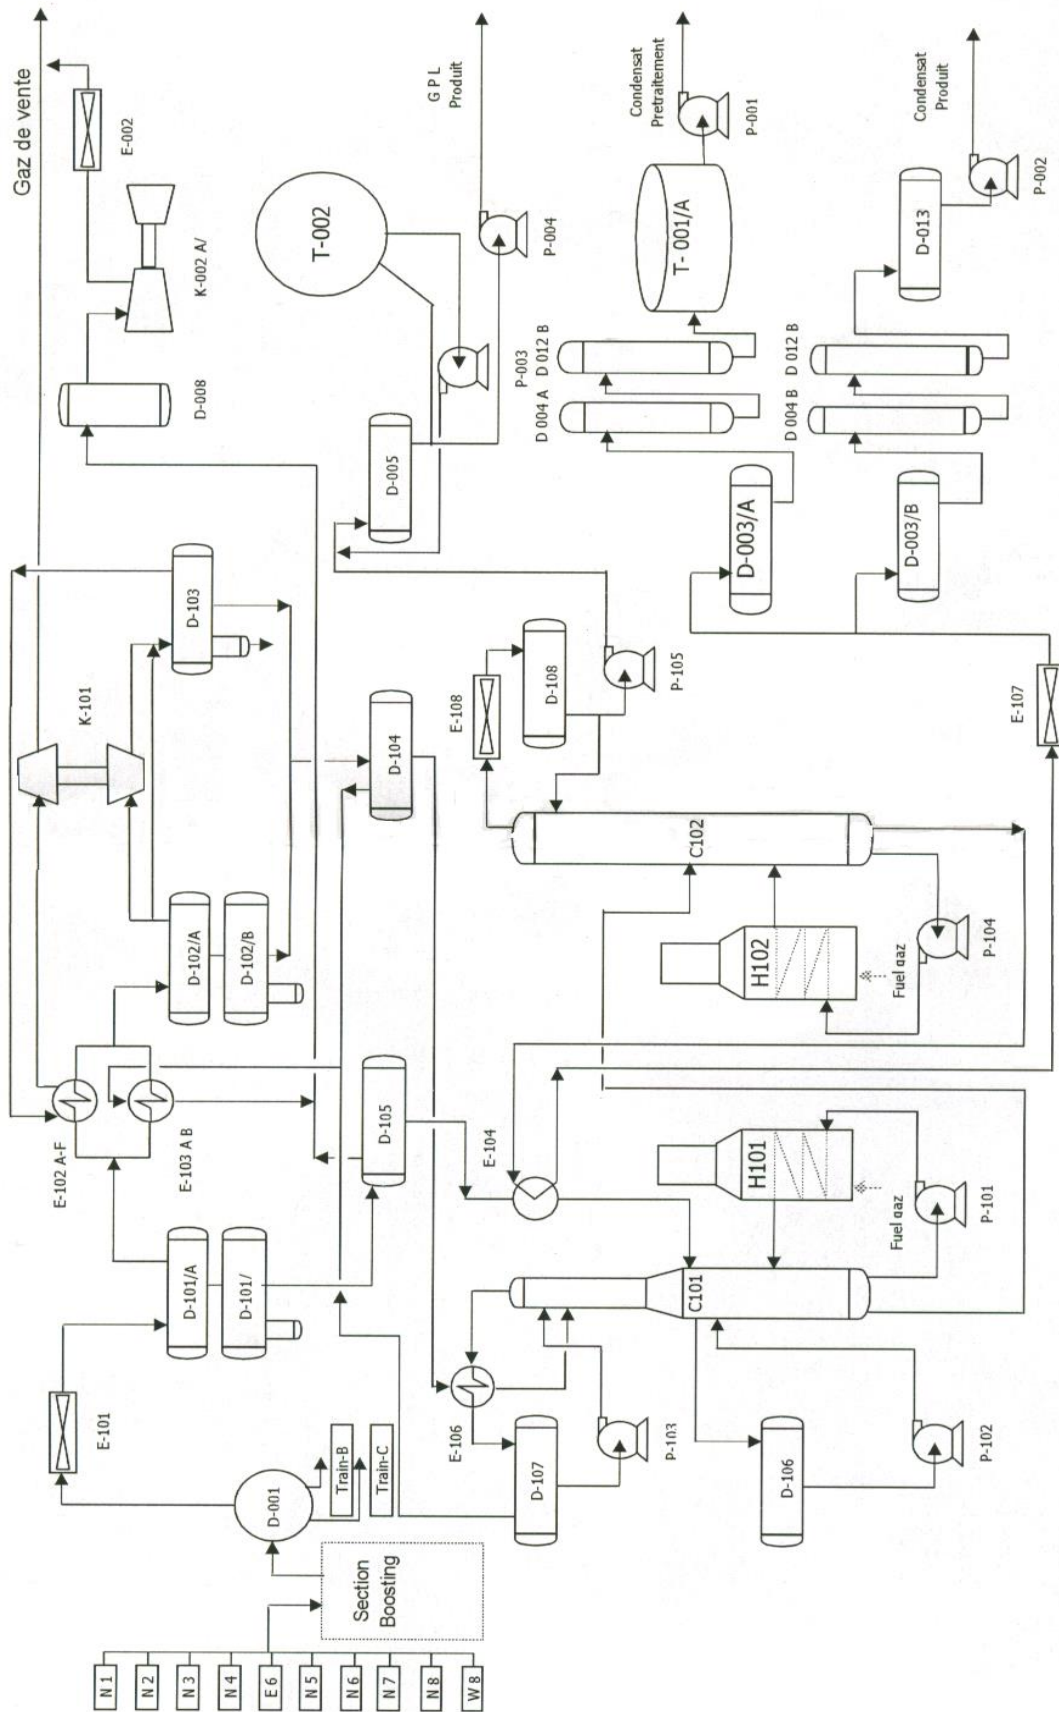 N 1
N 2
N 3
N 4
E 6
N 5
N 6
N 7
N 8
W 8
Section
Boosting
D-001
Train-B
Train-C
E-101
D-101/A
D-101/
E-102 A-F
E-103 A B
D-102/A
D-102/B
K-101
D-103
D-104
D-105
Gaz de vente
D-008
K-002 A/
E-002
T-002
P-003
D-005
P-004
G P L
Produit
E-106
D-107
P-103
D-106
P-102
C101
E-104
H101
Fuel gaz
P-101
H102
Fuel gaz
P-104
C102
E-108
D-108
P-105
E-107
D-003/A
D-003/B
D 004 A
D 012 B
D 004 B
D 012 B
T- 001/A
P-001
Condensat
Pretraitement
D-013
P-002
Condensat
Produit